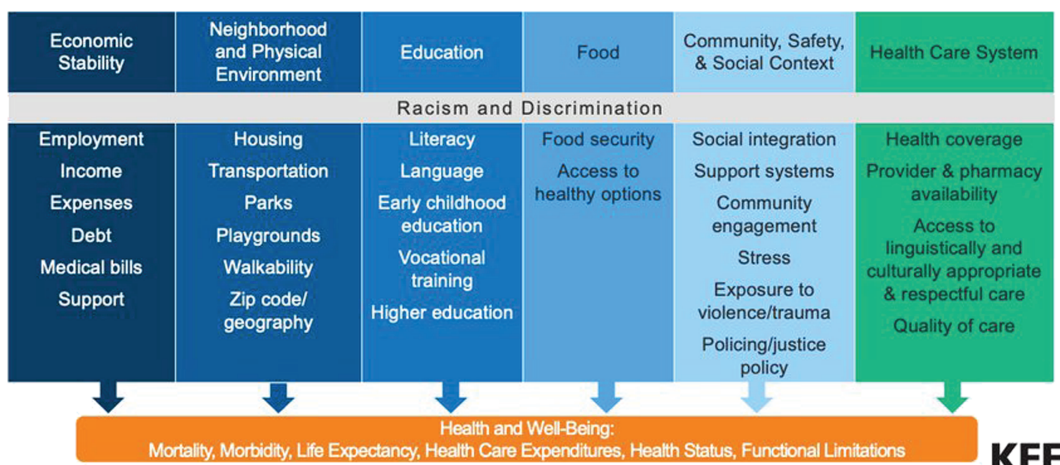 Economic
Stability
Neighborhood
and Physical
Environment
Education
Food
Community, Safety,
& Social Context
Health Care System
Racism and Discrimination
Employment
Income
Expenses
Debt
Medical bills
Support
Housing
Transportation
Parks
Playgrounds
Walkability
Zip code/
geography
Literacy
Language
Early childhood
education
Vocational
training
Higher education
Food security
Access to
healthy options
Social integration
Support systems
Community
engagement
Stress
Exposure to
violence/trauma
Policing/justice
policy
Health coverage
Provider & pharmacy
availability
Access to
linguistically and
culturally appropriate
& respectful care
Quality of care
Health and Well-Being:
Mortality, Morbidity, Life Expectancy, Health Care Expenditures, Health Status, Functional Limitations